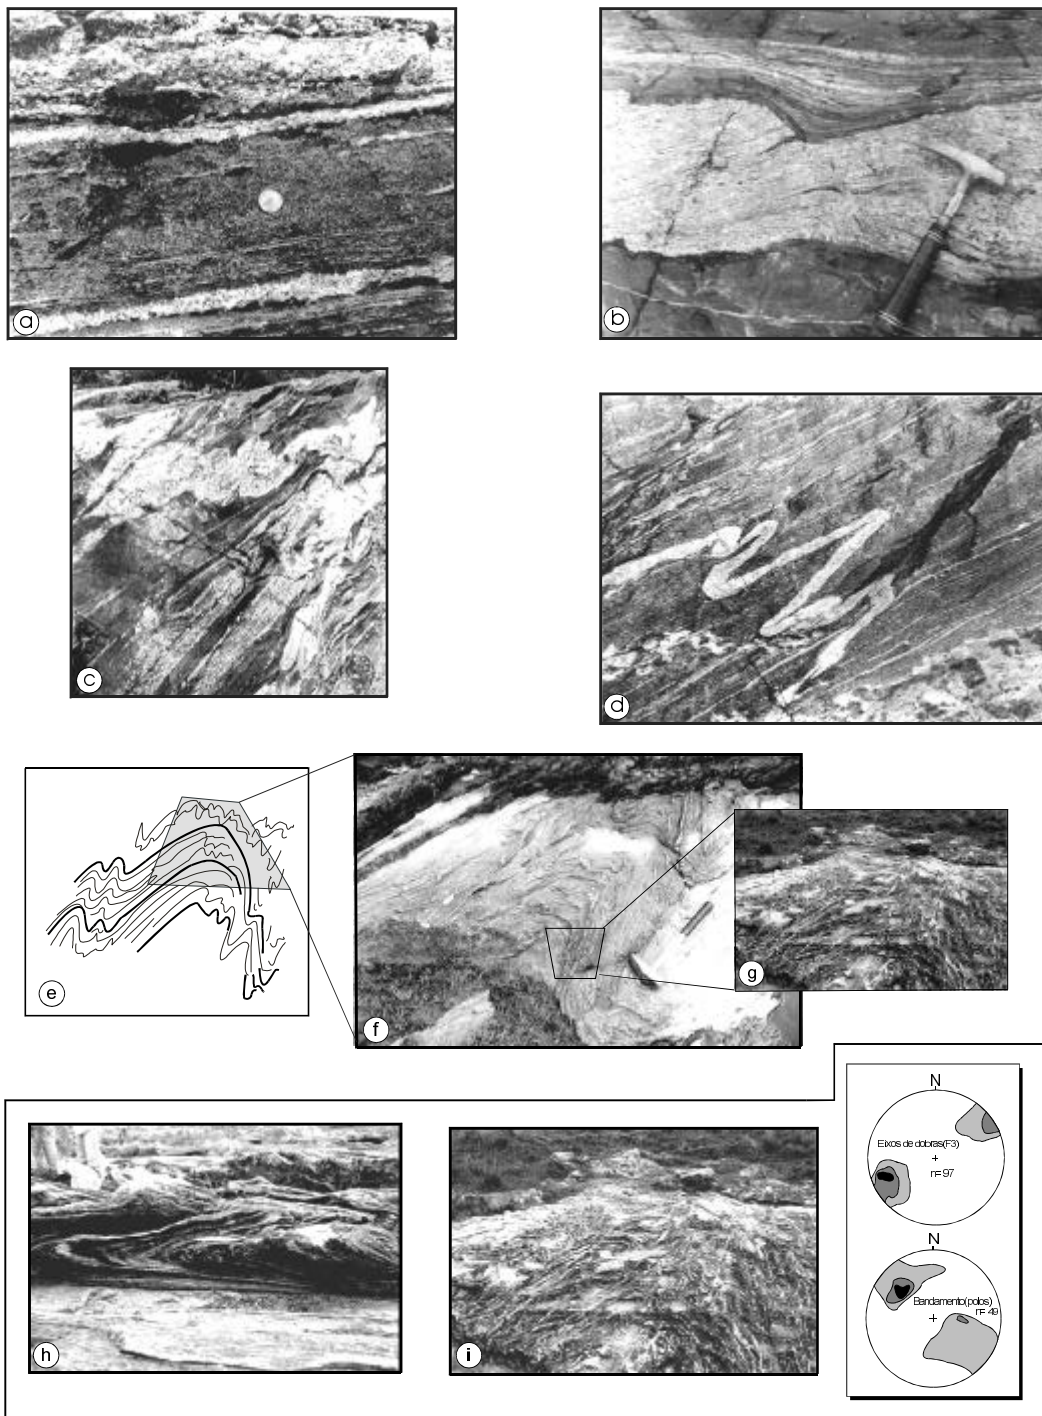 a
b
c
d
e
f
g
h
i
N
Eixos de dobras(F3)
n=97
N
Bandamento(polos)
n=49